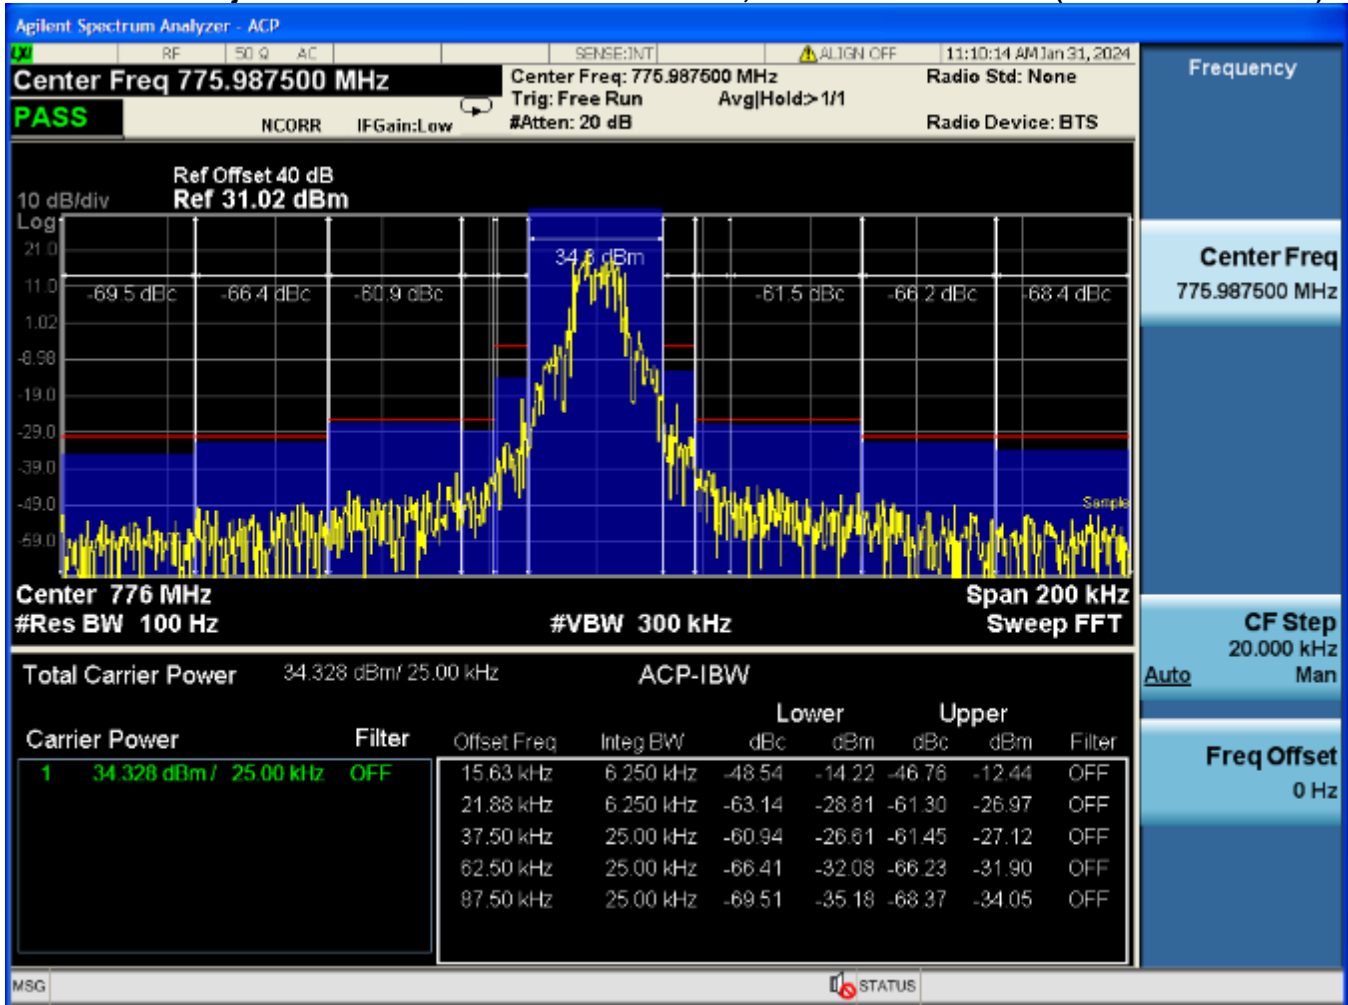 Agilent Spectrum Analyzer - ACP
LXI RF 50 Ω AC SENSE:INT ALIGN OFF 11:10:14 AM Jan 31, 2024
Center Freq 775.987500 MHz
Center Freq: 775.987500 MHz Radio Std: None
Trig: Free Run Avg|Hold:> 1/1
PASS NCORR IFGain:Low #Atten: 20 dB Radio Device: BTS
Ref Offset 40 dB
10 dB/div Ref 31.02 dBm
Log
21.0
34.3 dBm
11.0
-69.5 dBc -66.4 dBc -60.9 dBc -61.5 dBc -66.2 dBc -68.4 dBc
1.02
-8.98
-19.0
-29.0
-39.0
-49.0
Sample
-59.0
Center 776 MHz Span 200 kHz
#Res BW 100 Hz #VBW 300 kHz Sweep FFT
Total Carrier Power 34.328 dBm/ 25.00 kHz ACP-IBW
Lower Upper
Carrier Power Filter Offset Freq Integ BW dBc dBm dBc dBm Filter
1 34.328 dBm / 25.00 kHz OFF 15.63 kHz 6.250 kHz -48.54 -14.22 -46.76 -12.44 OFF
21.88 kHz 6.250 kHz -63.14 -28.81 -61.30 -26.97 OFF
37.50 kHz 25.00 kHz -60.94 -26.61 -61.45 -27.12 OFF
62.50 kHz 25.00 kHz -66.41 -32.08 -66.23 -31.90 OFF
87.50 kHz 25.00 kHz -69.51 -35.18 -68.37 -34.05 OFF
Frequency
Center Freq
775.987500 MHz
CF Step
20.000 kHz
Auto Man
Freq Offset
0 Hz
MSG STATUS